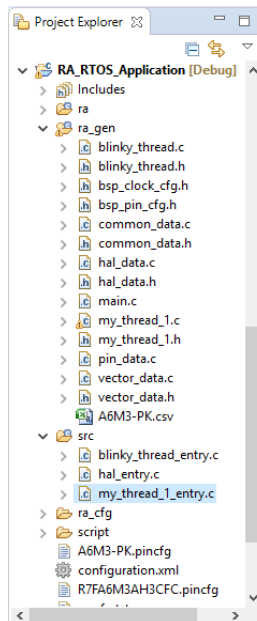 Project Explorer
RA_RTOS_Application [Debug]
Includes
ra
ra_gen
blinky_thread.c
blinky_thread.h
bsp_clock_cfg.h
bsp_pin_cfg.h
common_data.c
common_data.h
hal_data.c
hal_data.h
main.c
my_thread_1.c
my_thread_1.h
pin_data.c
vector_data.c
vector_data.h
A6M3-PK.csv
src
blinky_thread_entry.c
hal_entry.c
my_thread_1_entry.c
ra_cfg
script
A6M3-PK.pincfg
configuration.xml
R7FA6M3AH3CFC.pincfg